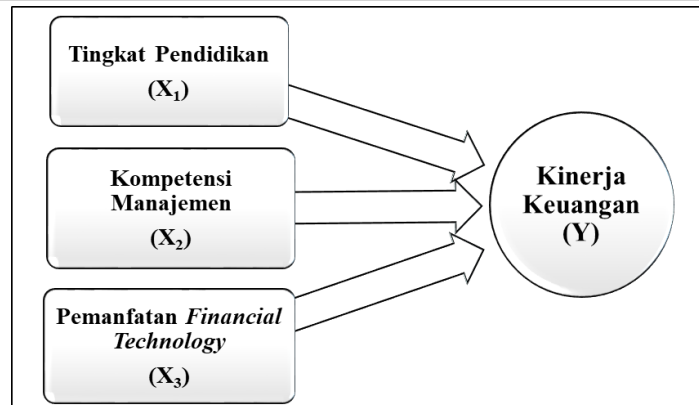 Tingkat Pendidikan
(X₁)
Kompetensi
Manajemen
(X₂)
Pemanfatan Financial
Technology
(X₃)
Kinerja
Keuangan
(Y)